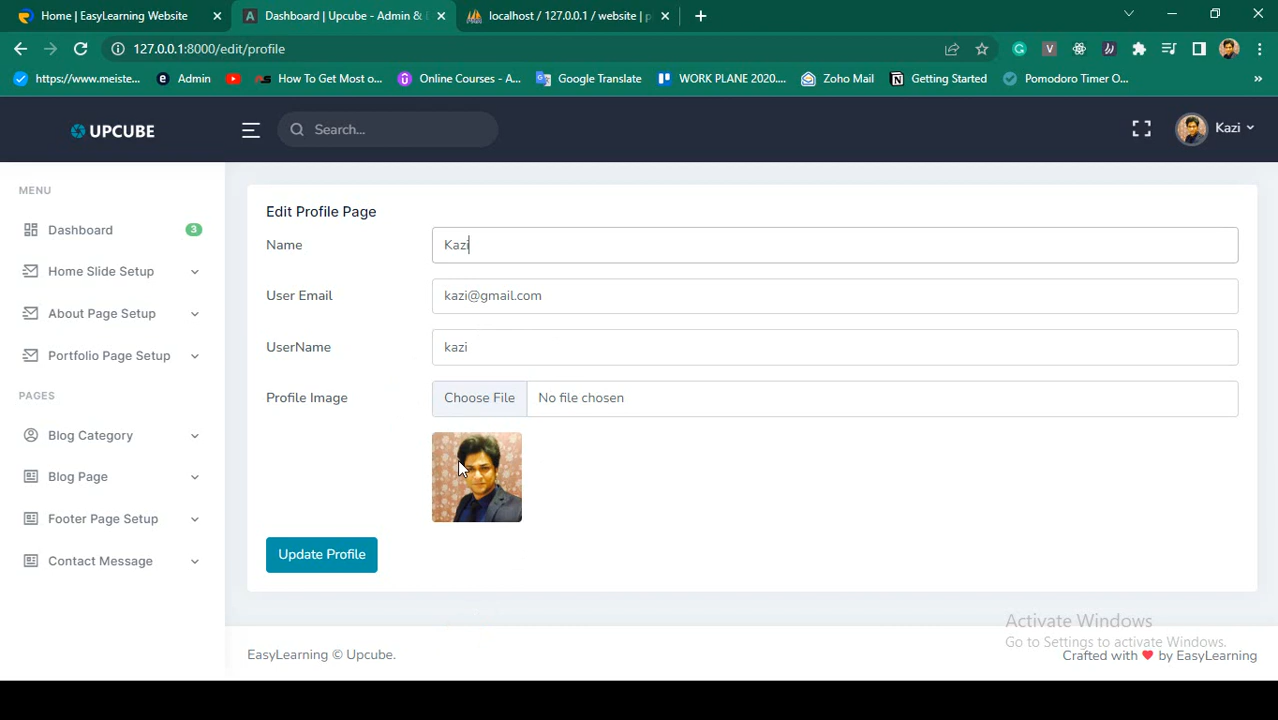 Home | EasyLearning Website
Dashboard | Upcube - Admin &
localhost / 127.0.0.1 / website | p
127.0.0.1:8000/edit/profile
https://www.meiste...
Admin
How To Get Most o...
Online Courses - A...
Google Translate
WORK PLANE 2020....
Zoho Mail
Getting Started
Pomodoro Timer O...
»
UPCUBE
Search...
Kazi
MENU
Dashboard
3
Home Slide Setup
About Page Setup
Portfolio Page Setup
PAGES
Blog Category
Blog Page
Footer Page Setup
Contact Message
Edit Profile Page
Name
Kazi
User Email
kazi@gmail.com
UserName
kazi
Profile Image
Choose File
No file chosen
Update Profile
Activate Windows
Go to Settings to activate Windows.
EasyLearning © Upcube.
Crafted with ❤ by EasyLearning